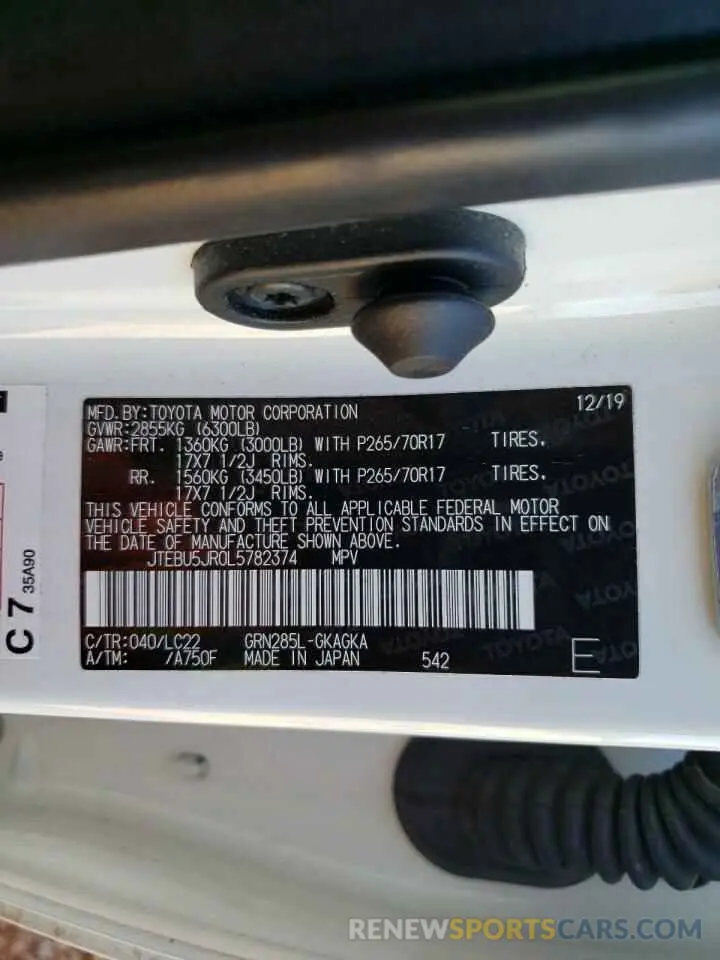 MFD.BY:TOYOTA MOTOR CORPORATION 12/19
GVWR:2855KG (6300LB)
GAWR:FRT. 1360KG (3000LB) WITH P265/70R17 TIRES.
17X7 1/2J RIMS.
RR. 1560KG (3450LB) WITH P265/70R17 TIRES.
17X7 1/2J RIMS.
THIS VEHICLE CONFORMS TO ALL APPLICABLE FEDERAL MOTOR
VEHICLE SAFETY AND THEFT PREVENTION STANDARDS IN EFFECT ON
THE DATE OF MANUFACTURE SHOWN ABOVE.
JTEBU5JR0L5782374 MPV
C/TR:040/LC22 GRN285L-GKAGKA
A/TM: /A750F MADE IN JAPAN 542 E
C 7 35A90
TOYOTA
RENEWSPORTSCARS.COM